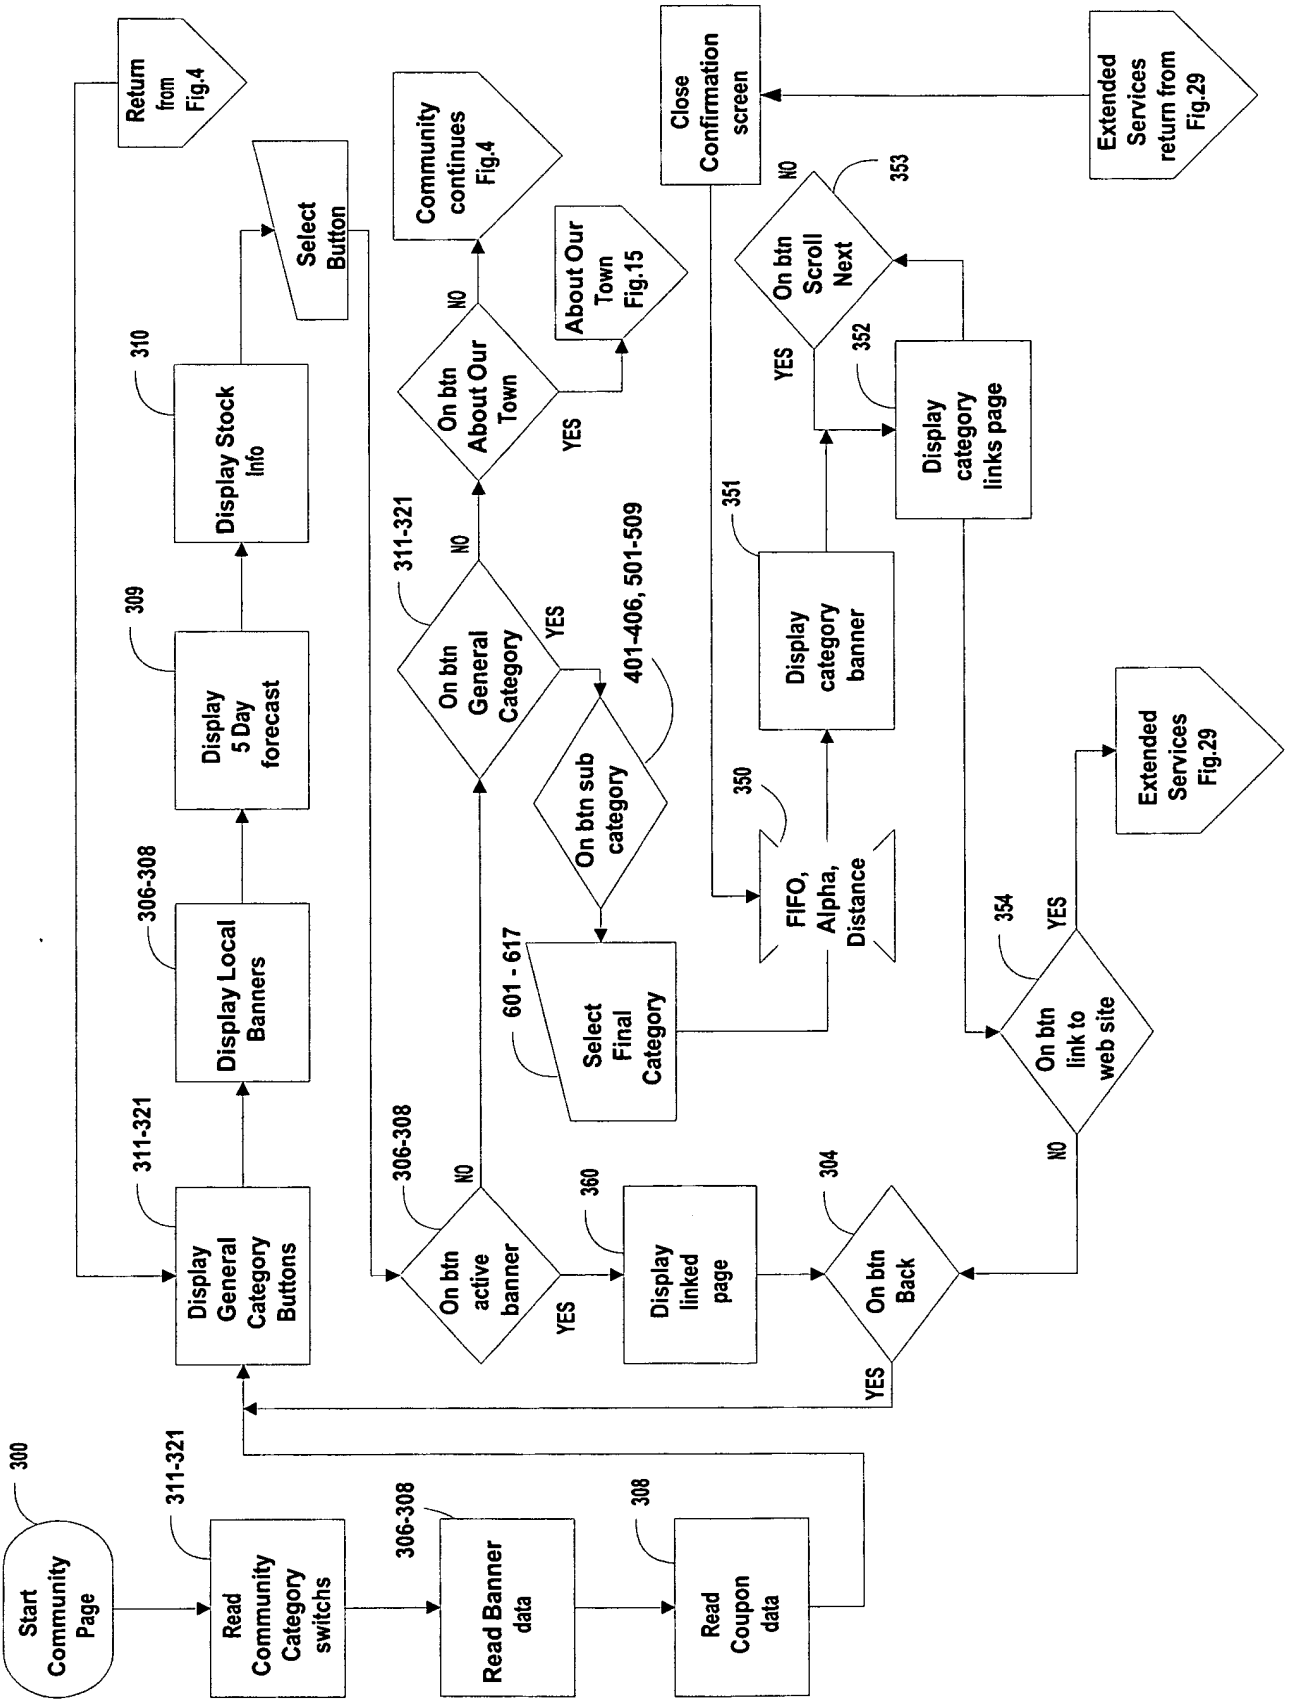 300
Start
Community
Page
311-321
Read
Community
Category
switchs
306-308
Read Banner
data
308
Read
Coupon
data
Return
from
Fig.4
311-321
Display
General
Category
Buttons
306-308
Display Local
Banners
309
Display
5 Day
forecast
310
Display Stock
Info
Select
Button
306-308
On btn
active
banner
NO
YES
311-321
On btn
General
Category
NO
YES
On btn
About Our
Town
NO
YES
Community
continues
Fig.4
About Our
Town
Fig.15
401-406, 501-509
On btn sub
category
601 - 617
Select
Final
Category
360
Display
linked
page
304
On btn
Back
YES
350
FIFO,
Alpha,
Distance
351
Display
category
banner
352
Display
category
links page
353
On btn
Scroll
Next
YES
NO
Close
Confirmation
screen
Extended
Services
return from
Fig.29
354
On btn
link to
web site
NO
YES
Extended
Services
Fig.29